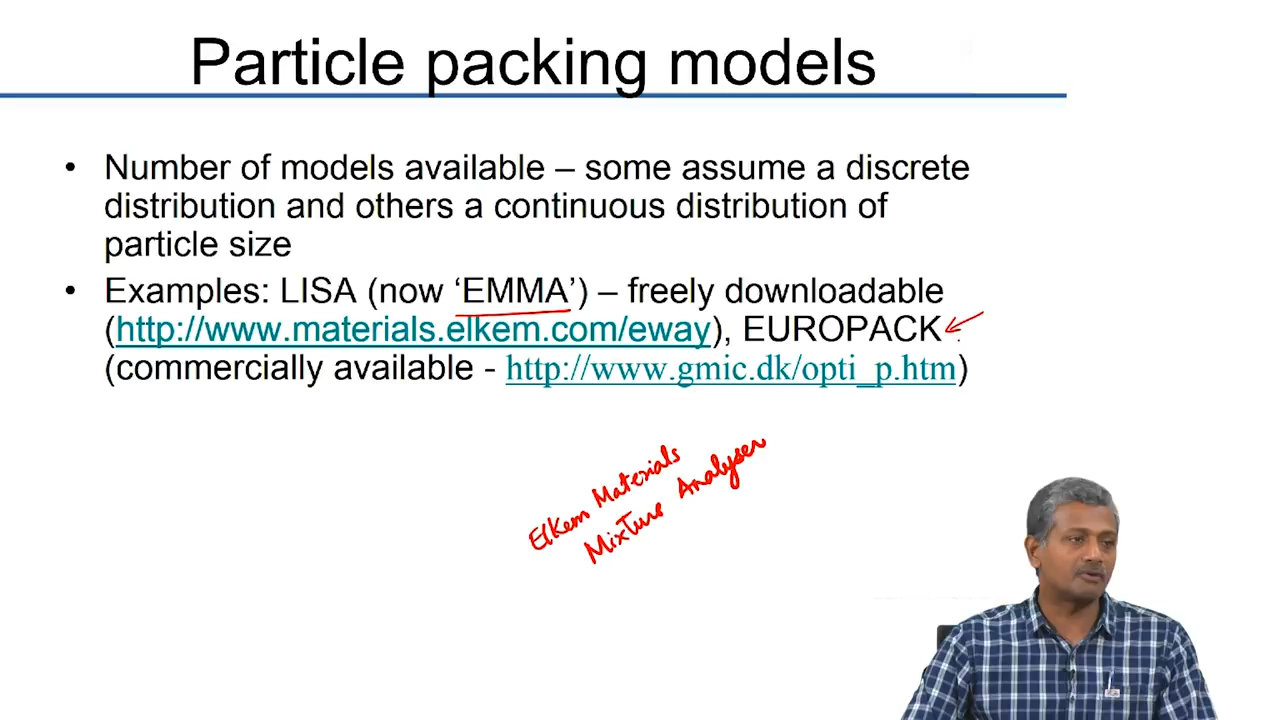 Particle packing models
• Number of models available – some assume a discrete
distribution and others a continuous distribution of
particle size
• Examples: LISA (now ‘EMMA’) – freely downloadable
(http://www.materials.elkem.com/eway), EUROPACK
(commercially available - http://www.gmic.dk/opti_p.htm)
Elkem Materials
Mixture Analyser